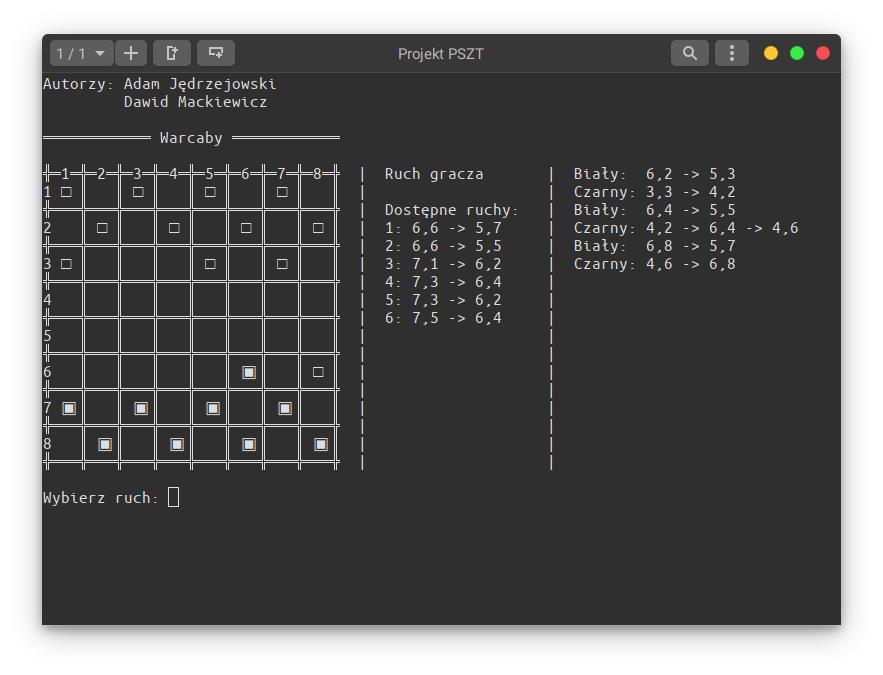 1 / 1
Projekt PSZT
Autorzy: Adam Jędrzejowski
Dawid Mackiewicz
Warcaby
1 2 3 4 5 6 7 8 | Ruch gracza | Biały: 6,2 -> 5,3
1 □ □ □ □ | | Czarny: 3,3 -> 4,2
| Dostępne ruchy: | Biały: 6,4 -> 5,5
2 □ □ □ □ | 1: 6,6 -> 5,7 | Czarny: 4,2 -> 6,4 -> 4,6
| 2: 6,6 -> 5,5 | Biały: 6,8 -> 5,7
3 □ □ □ | 3: 7,1 -> 6,2 | Czarny: 4,6 -> 6,8
| 4: 7,3 -> 6,4 |
4 | 5: 7,3 -> 6,2 |
| 6: 7,5 -> 6,4 |
5 | |
6 ▣ □ | |
7 ▣ ▣ ▣ ▣ | |
8 ▣ ▣ ▣ ▣ | |
Wybierz ruch: